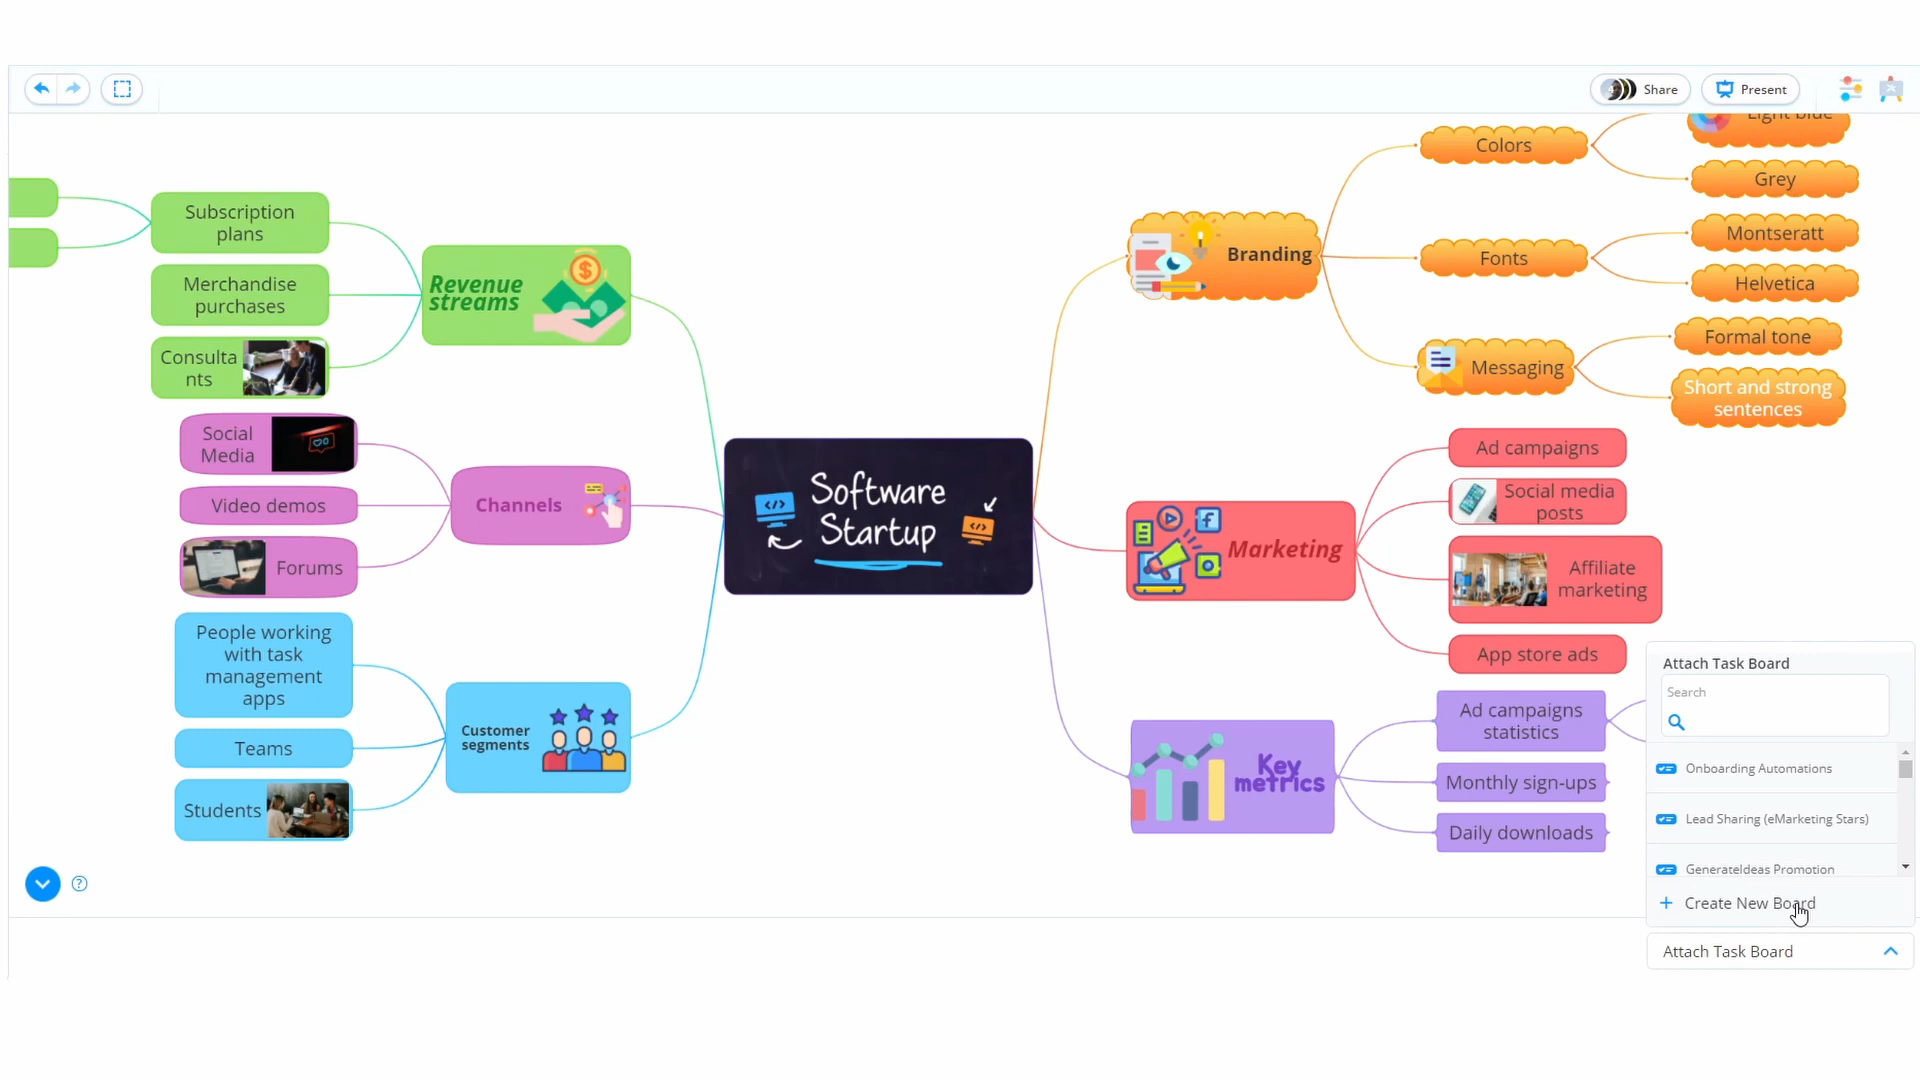 Share
Present
Light blue
Colors
Grey
Subscription
plans
Montseratt
Branding
Fonts
Merchandise
purchases
Revenue
streams
Helvetica
Formal tone
Consulta
nts
Messaging
Short and strong
sentences
Social
Media
Ad campaigns
Software
Startup
Channels
Video demos
Social media
posts
Marketing
Forums
Affiliate
marketing
People working
with task
management
apps
App store ads
Attach Task Board
Search
Customer
segments
Ad campaigns
statistics
Teams
Key
metrics
Onboarding Automations
Monthly sign-ups
Students
Lead Sharing (eMarketing Stars)
Daily downloads
GenerateIdeas Promotion
?
+ Create New Board
Attach Task Board